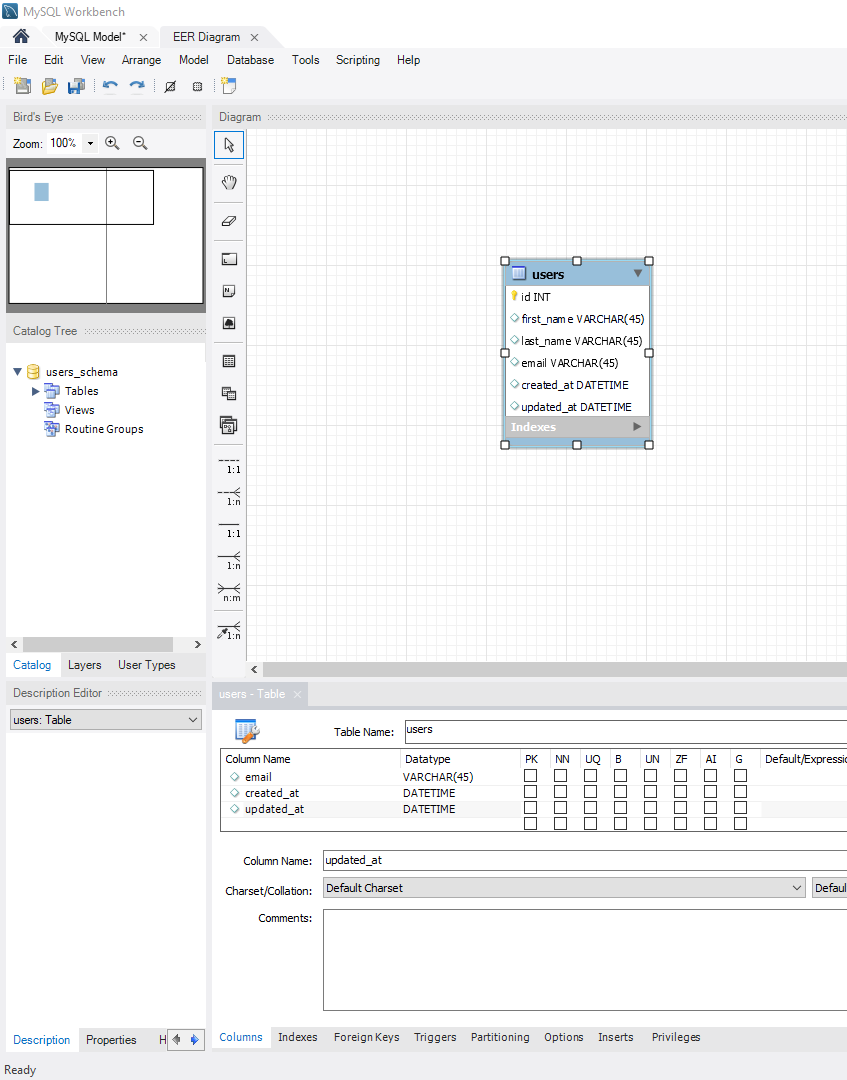 MySQL Workbench
MySQL Model* EER Diagram
File Edit View Arrange Model Database Tools Scripting Help
Bird's Eye
Zoom: 100%
Catalog Tree
users_schema
Tables
Views
Routine Groups
Catalog Layers User Types
Description Editor
users: Table
Description Properties H
Diagram
1:1
1:n
1:1
1:n
n:m
1:n
users
id INT
first_name VARCHAR(45)
last_name VARCHAR(45)
email VARCHAR(45)
created_at DATETIME
updated_at DATETIME
Indexes
users - Table
Table Name: users
Column Name Datatype PK NN UQ B UN ZF AI G Default/Expressio
email VARCHAR(45)
created_at DATETIME
updated_at DATETIME
Column Name: updated_at
Charset/Collation: Default Charset Defaul
Comments:
Columns Indexes Foreign Keys Triggers Partitioning Options Inserts Privileges
Ready